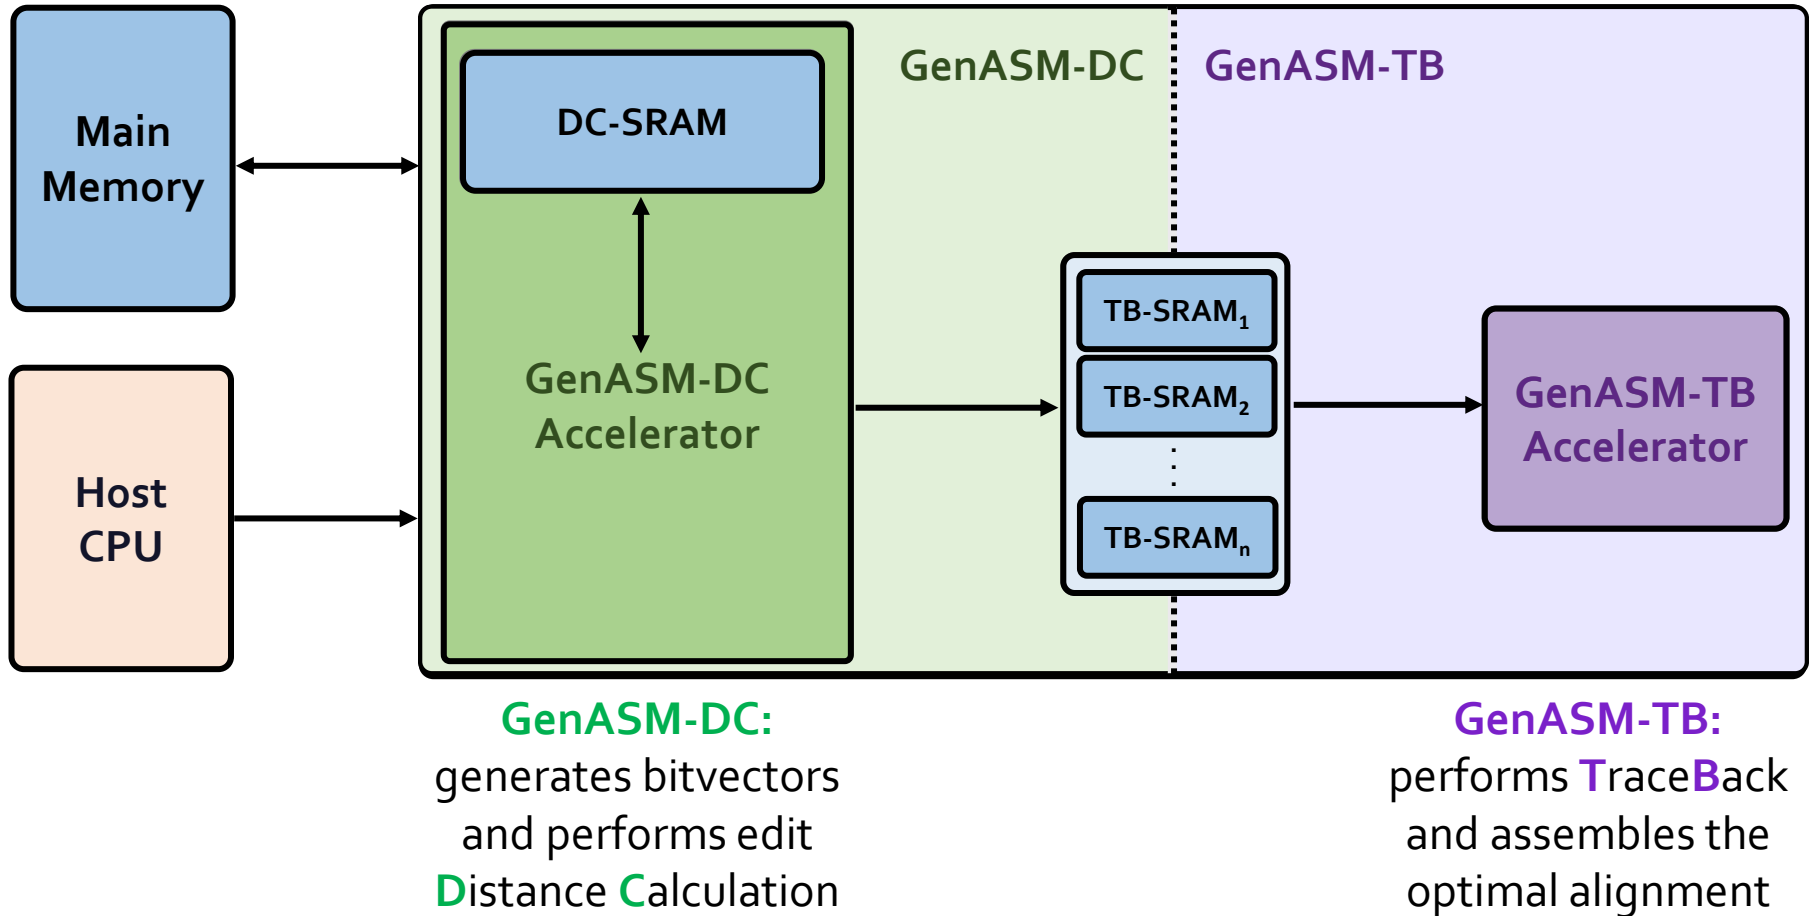 Main
Memory
Host
CPU
DC-SRAM
GenASM-DC
Accelerator
GenASM-DC
GenASM-TB
TB-SRAM1
TB-SRAM2
⋮
TB-SRAMn
GenASM-TB
Accelerator
GenASM-DC:
generates bitvectors
and performs edit
Distance Calculation
GenASM-TB:
performs TraceBack
and assembles the
optimal alignment